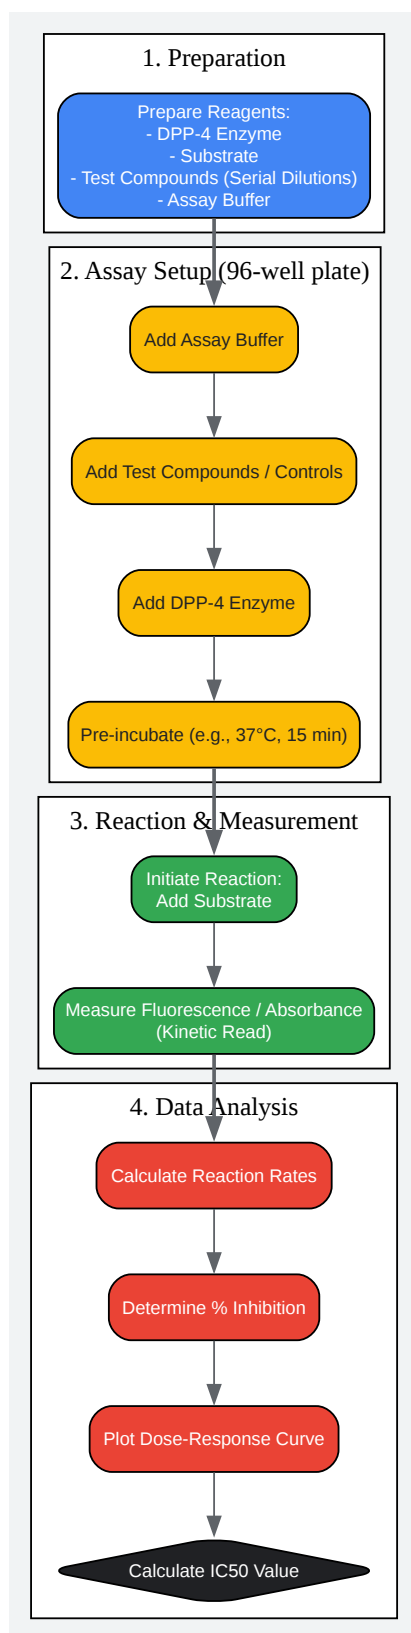 1. Preparation
Prepare Reagents:
- DPP-4 Enzyme
- Substrate
- Test Compounds (Serial Dilutions)
- Assay Buffer
2. Assay Setup (96-well plate)
Add Assay Buffer
Add Test Compounds / Controls
Add DPP-4 Enzyme
Pre-incubate (e.g., 37°C, 15 min)
3. Reaction & Measurement
Initiate Reaction:
Add Substrate
Measure Fluorescence / Absorbance
(Kinetic Read)
4. Data Analysis
Calculate Reaction Rates
Determine % Inhibition
Plot Dose-Response Curve
Calculate IC50 Value